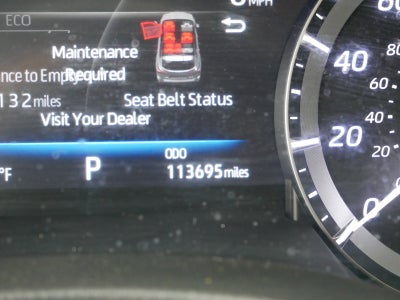 ECO
MPH
Maintenance
nce to Empty Required
132 miles
Seat Belt Status
Visit Your Dealer
°F
P
ODO
113695 miles
80
60
40
20
40
20
0